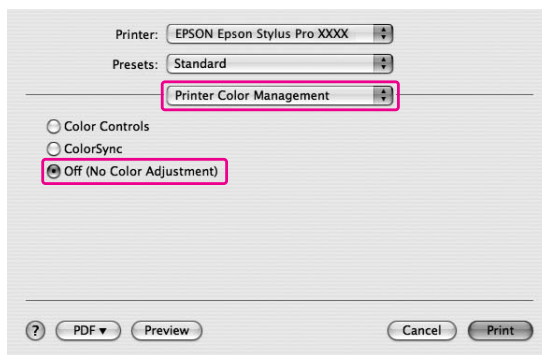 Printer: EPSON Epson Stylus Pro XXXX
Presets: Standard
Printer Color Management
Color Controls
ColorSync
Off (No Color Adjustment)
? PDF▼ Preview Cancel Print